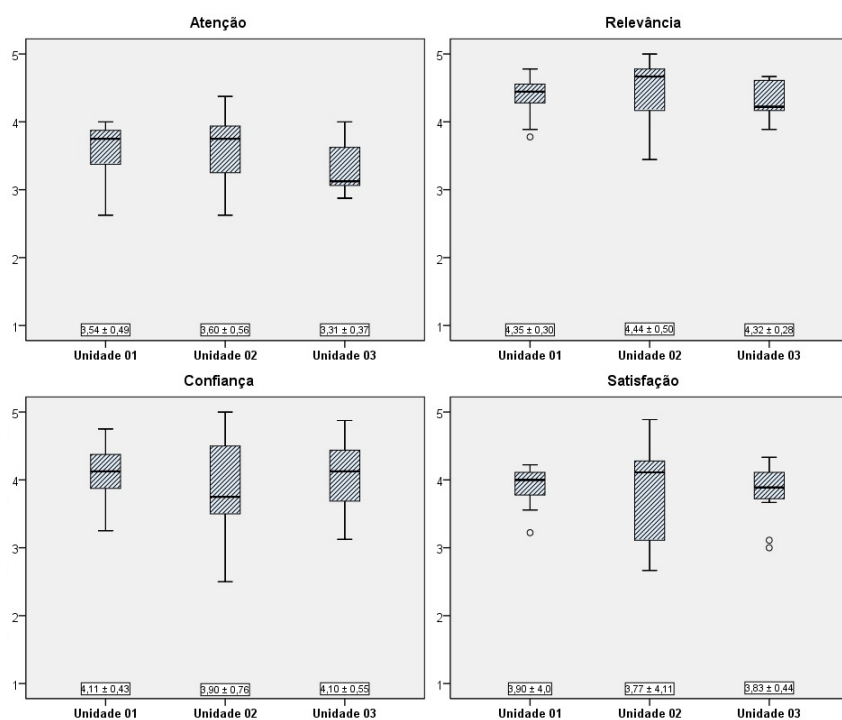 Atenção
5
4
3
2
1
3,54 ± 0,49
3,60 ± 0,56
3,31 ± 0,37
Unidade 01
Unidade 02
Unidade 03
Relevância
5
4
3
2
1
4,35 ± 0,30
4,44 ± 0,50
4,32 ± 0,28
Unidade 01
Unidade 02
Unidade 03
Confiança
5
4
3
2
1
4,11 ± 0,43
3,90 ± 0,76
4,10 ± 0,55
Unidade 01
Unidade 02
Unidade 03
Satisfação
5
4
3
2
1
3,90 ± 4,0
3,77 ± 4,11
3,83 ± 0,44
Unidade 01
Unidade 02
Unidade 03